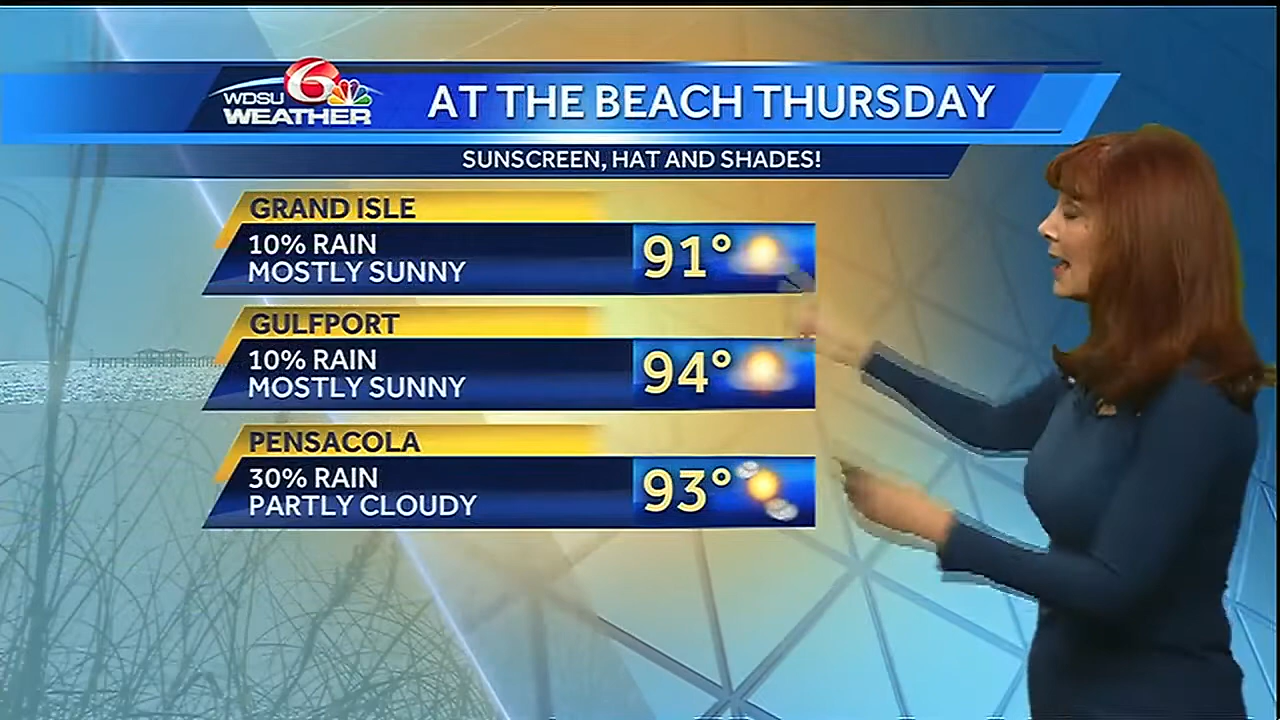 WDSU 6
WEATHER
AT THE BEACH THURSDAY
SUNSCREEN, HAT AND SHADES!
GRAND ISLE
10% RAIN
MOSTLY SUNNY
91°
GULFPORT
10% RAIN
MOSTLY SUNNY
94°
PENSACOLA
30% RAIN
PARTLY CLOUDY
93°